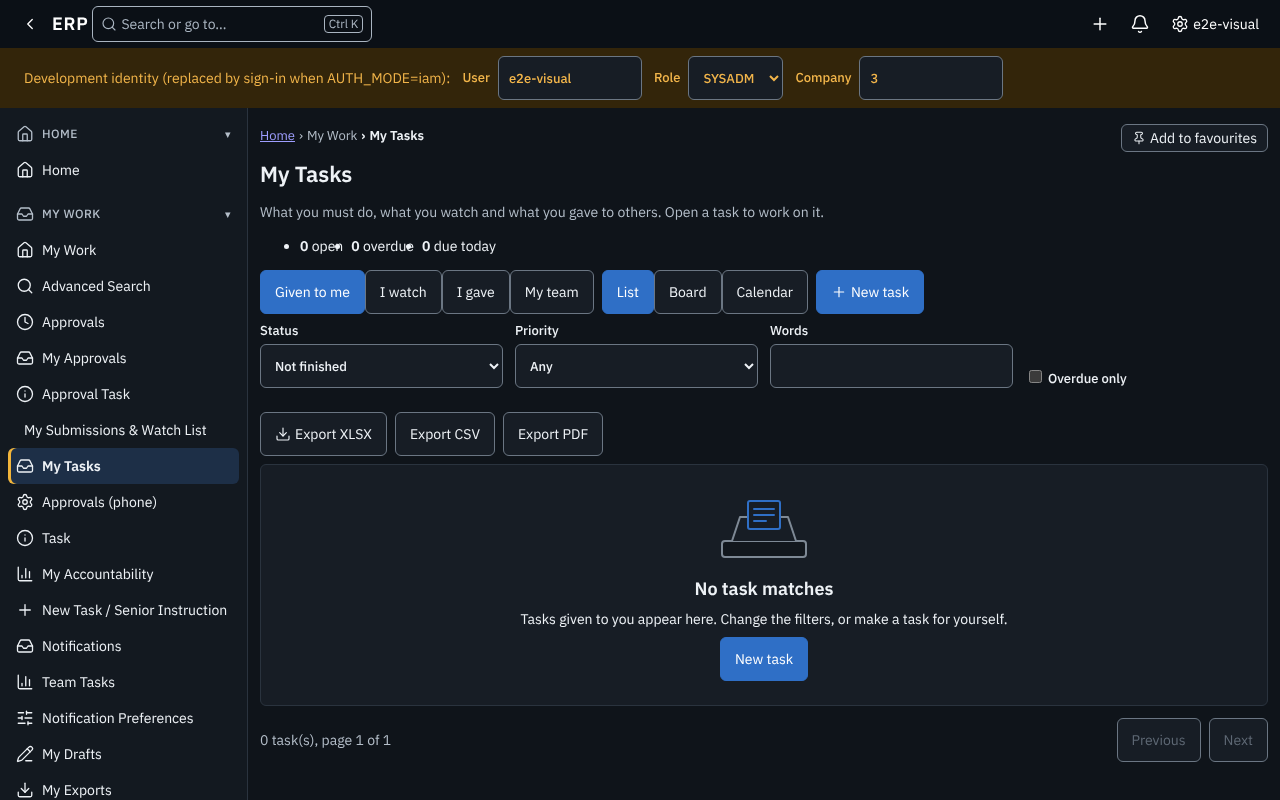 ERP Search or go to... Ctrl K e2e-visual
Development identity (replaced by sign-in when AUTH_MODE=iam): User e2e-visual Role SYSADM Company 3
HOME
Home
MY WORK
My Work
Advanced Search
Approvals
My Approvals
Approval Task
My Submissions & Watch List
My Tasks
Approvals (phone)
Task
My Accountability
New Task / Senior Instruction
Notifications
Team Tasks
Notification Preferences
My Drafts
My Exports
Home › My Work › My Tasks
Add to favourites
My Tasks
What you must do, what you watch and what you gave to others. Open a task to work on it.
• 0 open • 0 overdue • 0 due today
Given to me I watch I gave My team List Board Calendar + New task
Status Priority Words
Not finished Any Overdue only
Export XLSX Export CSV Export PDF
No task matches
Tasks given to you appear here. Change the filters, or make a task for yourself.
New task
0 task(s), page 1 of 1 Previous Next